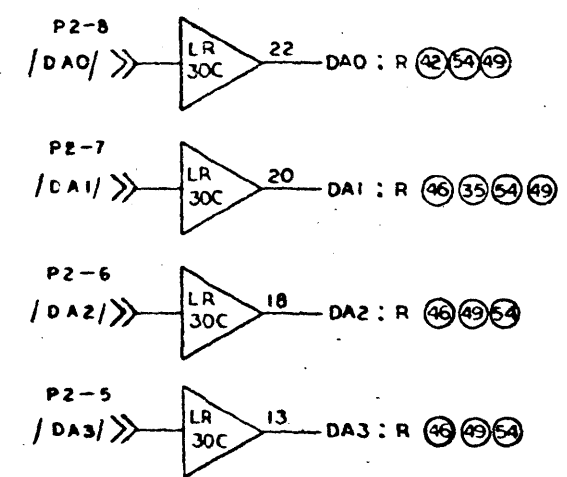 P2-8
/DA0/ LR 30C 22 DA0 : R 42 54 49
P2-7
/DA1/ LR 30C 20 DA1 : R 46 35 54 49
P2-6
/DA2/ LR 30C 18 DA2 : R 46 49 54
P2-5
/DA3/ LR 30C 13 DA3 : R 46 49 54